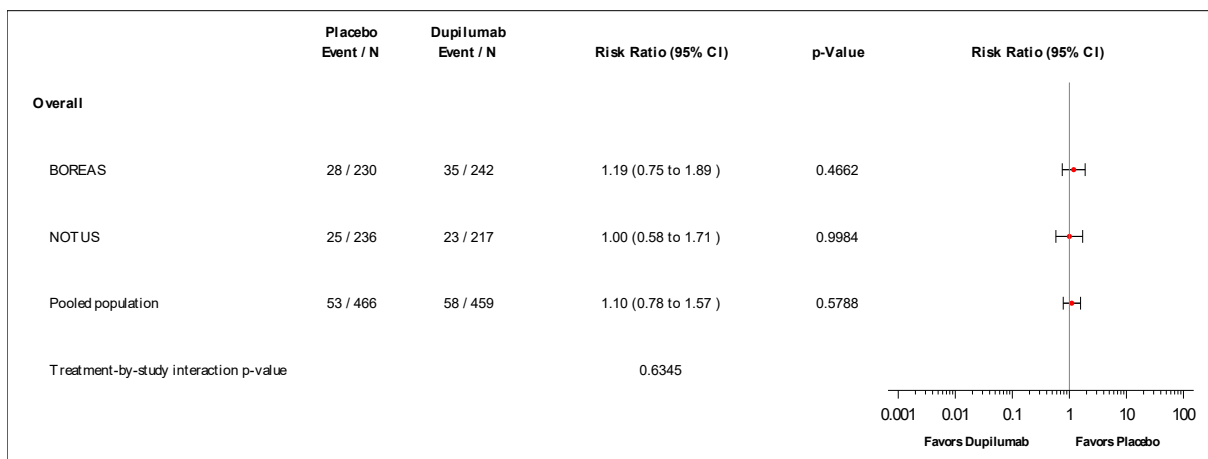 Placebo Dupilumab
Event / N Event / N Risk Ratio (95% CI) p-Value Risk Ratio (95% CI)
Overall
BOREAS 28 / 230 35 / 242 1.19 (0.75 to 1.89 ) 0.4662
NOTUS 25 / 236 23 / 217 1.00 (0.58 to 1.71 ) 0.9984
Pooled population 53 / 466 58 / 459 1.10 (0.78 to 1.57 ) 0.5788
Treatment-by-study interaction p-value 0.6345
0.001 0.01 0.1 1 10 100
Favors Dupilumab Favors Placebo